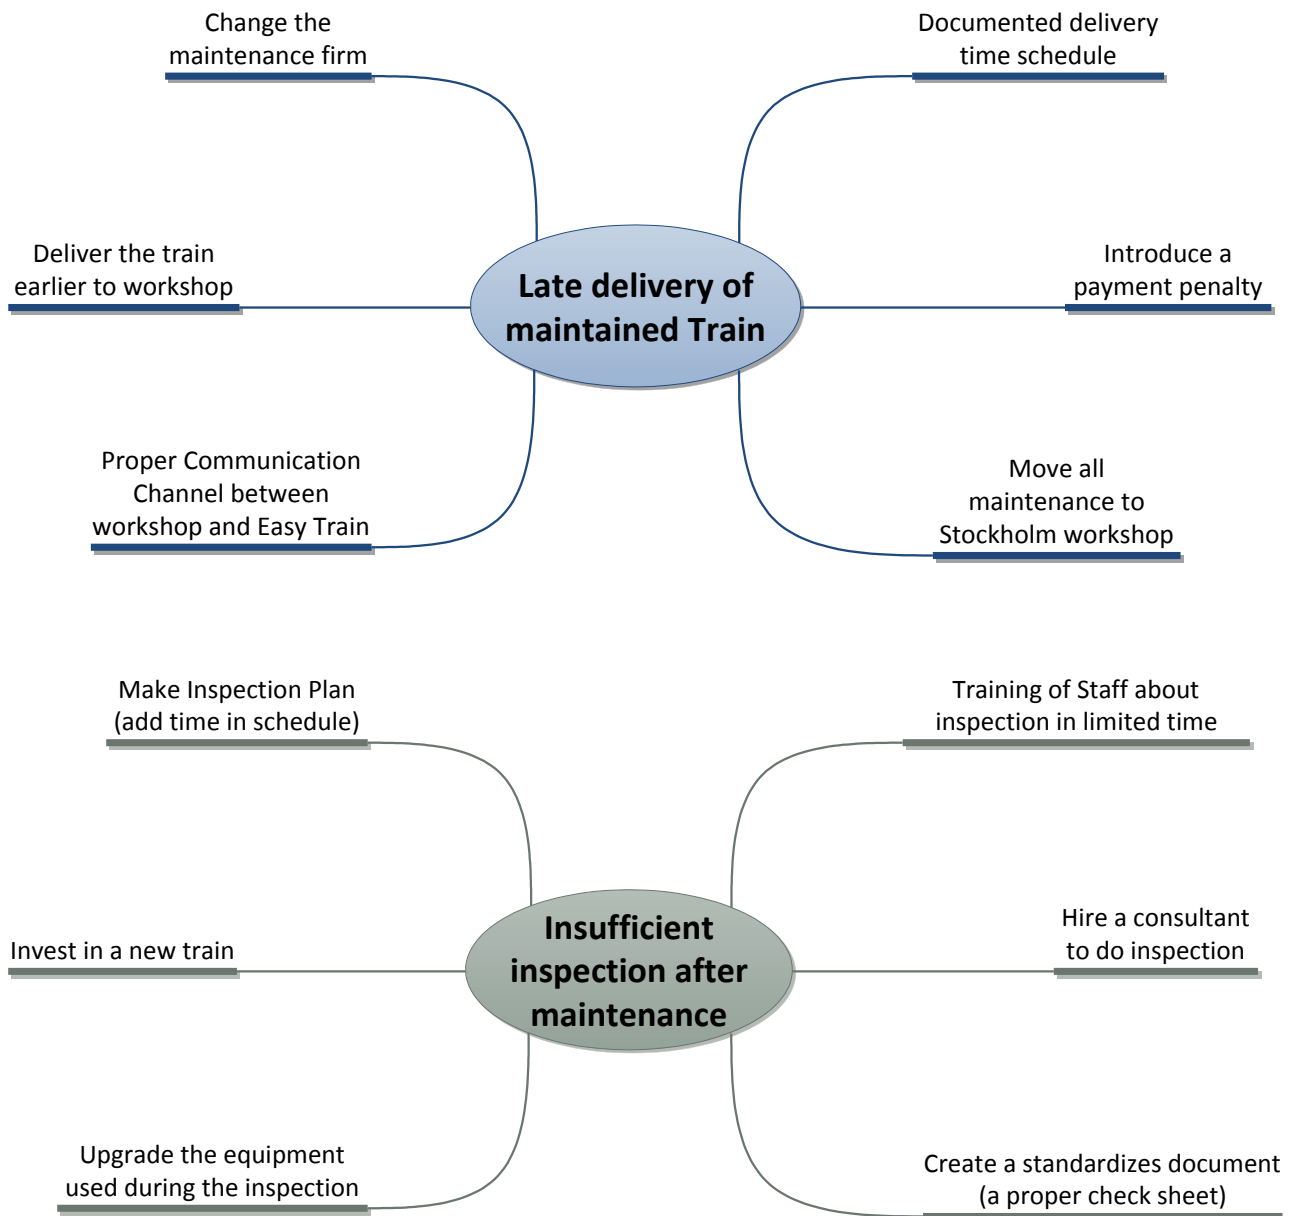 Change the
maintenance firm
Documented delivery
time schedule
Deliver the train
earlier to workshop
Late delivery of
maintained Train
Introduce a
payment penalty
Proper Communication
Channel between
workshop and Easy Train
Move all
maintenance to
Stockholm workshop
Make Inspection Plan
(add time in schedule)
Training of Staff about
inspection in limited time
Invest in a new train
Insufficient
inspection after
maintenance
Hire a consultant
to do inspection
Upgrade the equipment
used during the inspection
Create a standardizes document
(a proper check sheet)